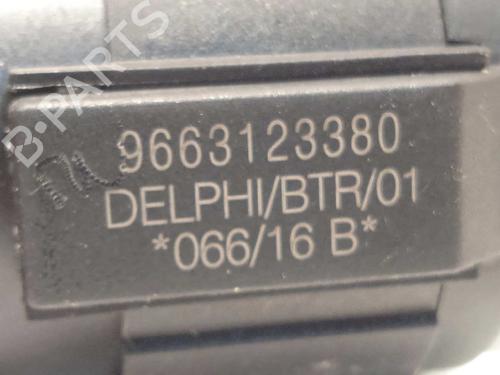 B-PARTS
9663123380
DELPHI/BTR/01
*066/16 B*